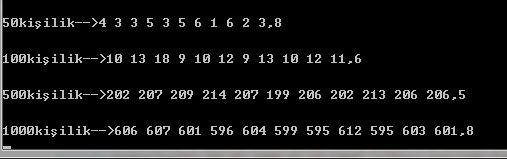 50kişilik-->4 3 3 5 3 5 6 1 6 2 3,8
100kişilik-->10 13 18 9 10 12 9 13 10 12 11,6
500kişilik-->202 207 209 214 207 199 206 202 213 206 206,5
1000kişilik-->606 607 601 596 604 599 595 612 595 603 601,8